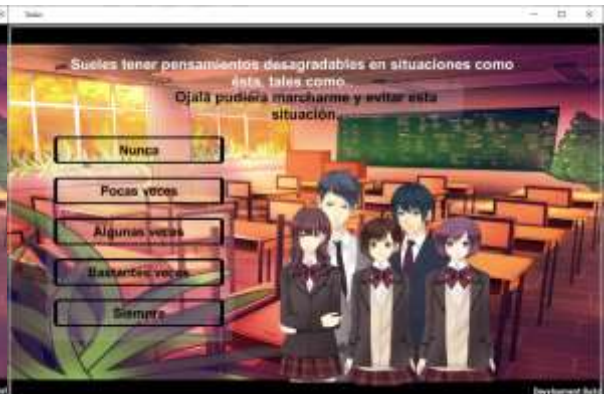 Sueles tener pensamientos desagradables en situaciones como
ésta, tales como...
Ojalá pudiera marcharme y evitar esta
situación.
Nunca
Pocas veces
Algunas veces
Bastantes veces
Siempre
Development Build